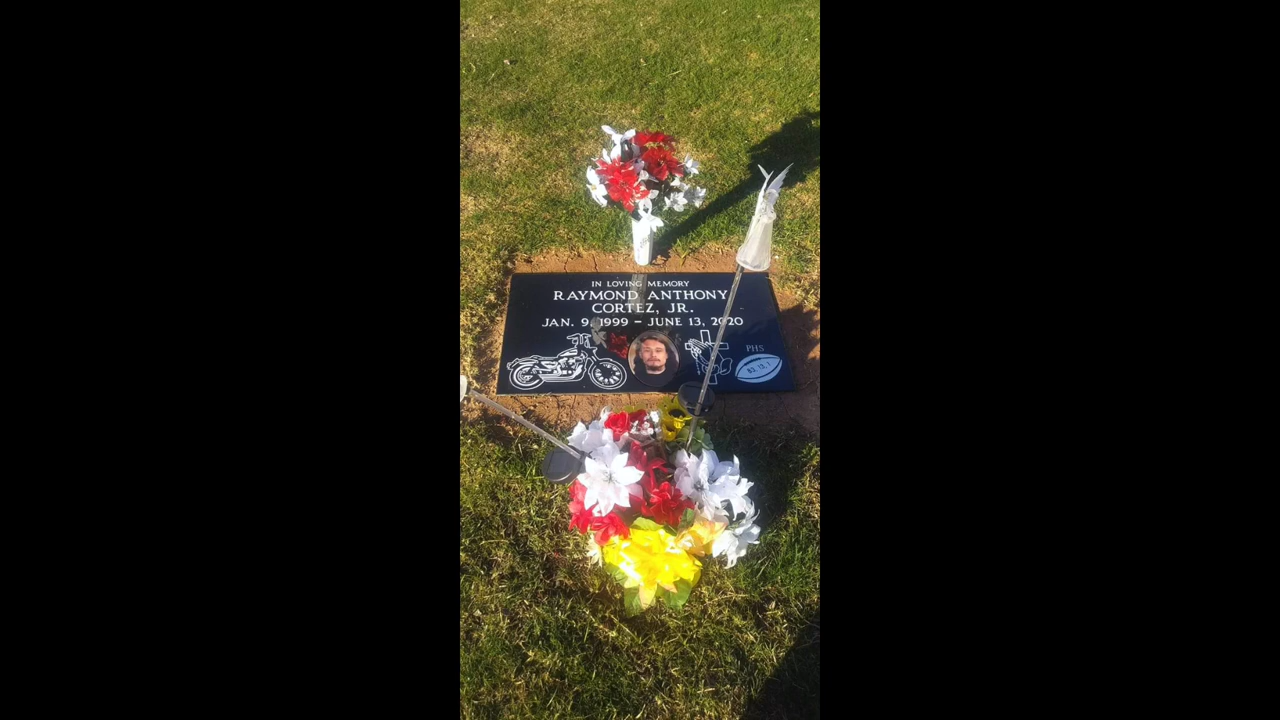 IN LOVING MEMORY
RAYMOND ANTHONY
CORTEZ, JR.
JAN. 9, 1999 - JUNE 13, 2020
PHS